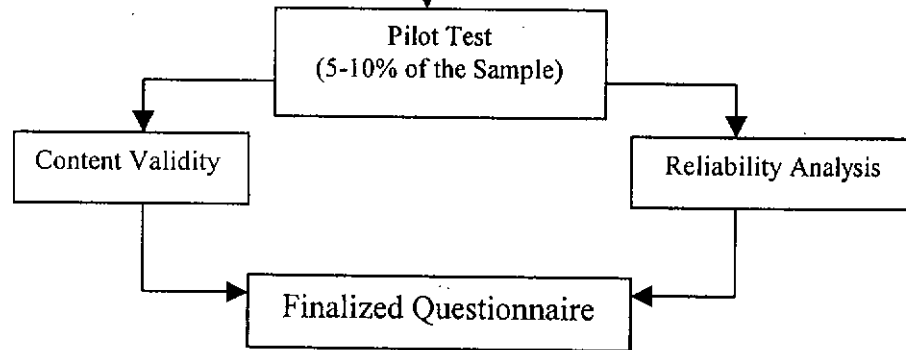 Pilot Test
(5-10% of the Sample)
Content Validity
Reliability Analysis
Finalized Questionnaire